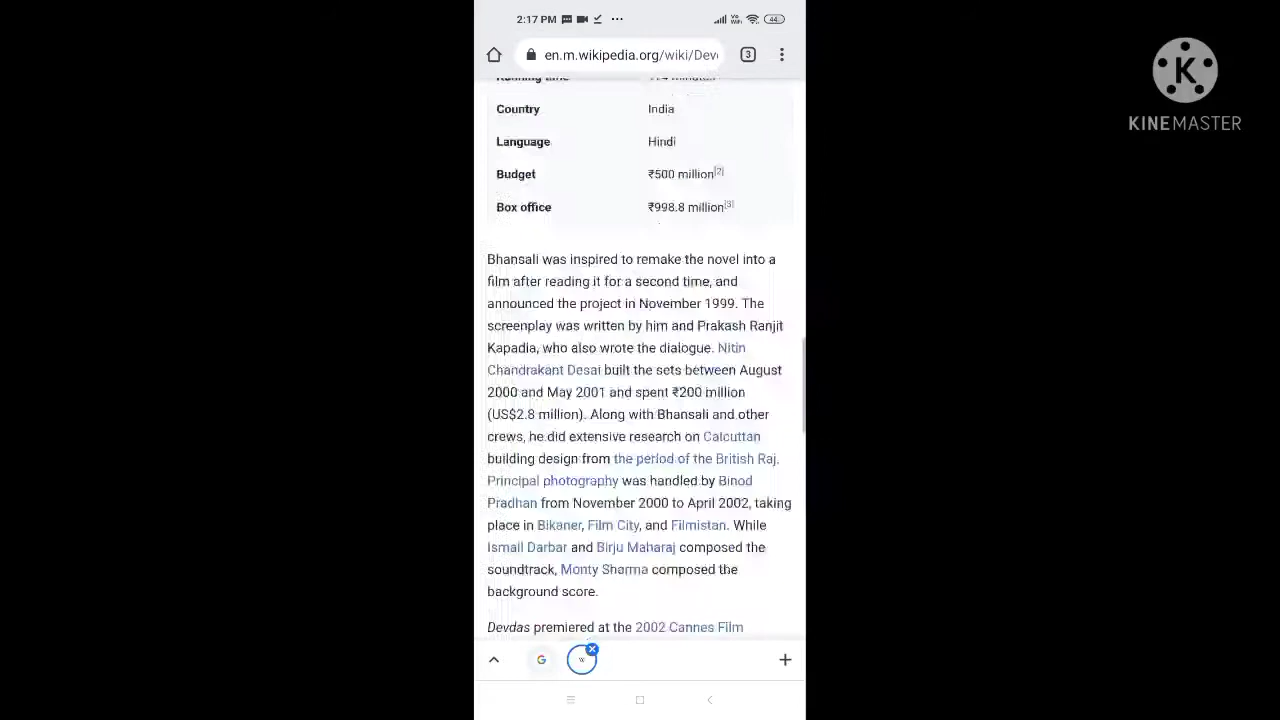 2:17 PM
44
en.m.wikipedia.org/wiki/Dev
3
KINEMASTER
Country India
Language Hindi
Budget ₹500 million[2]
Box office ₹998.8 million[3]
Bhansali was inspired to remake the novel into a
film after reading it for a second time, and
announced the project in November 1999. The
screenplay was written by him and Prakash Ranjit
Kapadia, who also wrote the dialogue. Nitin
Chandrakant Desai built the sets between August
2000 and May 2001 and spent ₹200 million
(US$2.8 million). Along with Bhansali and other
crews, he did extensive research on Calcuttan
building design from the period of the British Raj.
Principal photography was handled by Binod
Pradhan from November 2000 to April 2002, taking
place in Bikaner, Film City, and Filmistan. While
Ismail Darbar and Birju Maharaj composed the
soundtrack, Monty Sharma composed the
background score.
Devdas premiered at the 2002 Cannes Film